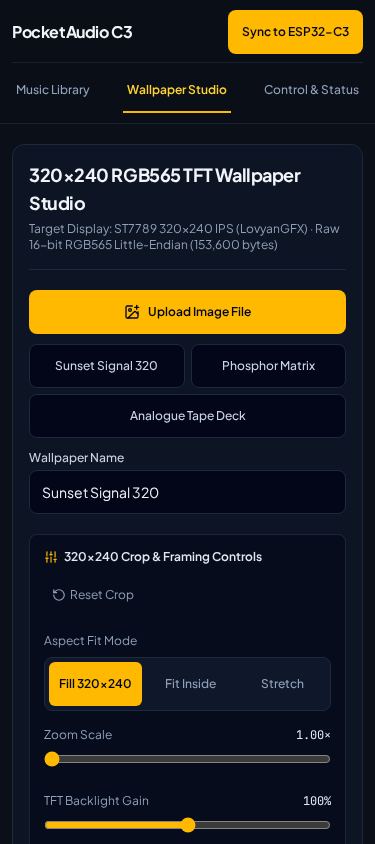 PocketAudio C3
Sync to ESP32-C3
Music Library
Wallpaper Studio
Control & Status
320×240 RGB565 TFT Wallpaper
Studio
Target Display: ST7789 320×240 IPS (LovyanGFX) · Raw
16-bit RGB565 Little-Endian (153,600 bytes)
Upload Image File
Sunset Signal 320
Phosphor Matrix
Analogue Tape Deck
Wallpaper Name
Sunset Signal 320
320×240 Crop & Framing Controls
Reset Crop
Aspect Fit Mode
Fill 320×240
Fit Inside
Stretch
Zoom Scale
1.00×
TFT Backlight Gain
100%